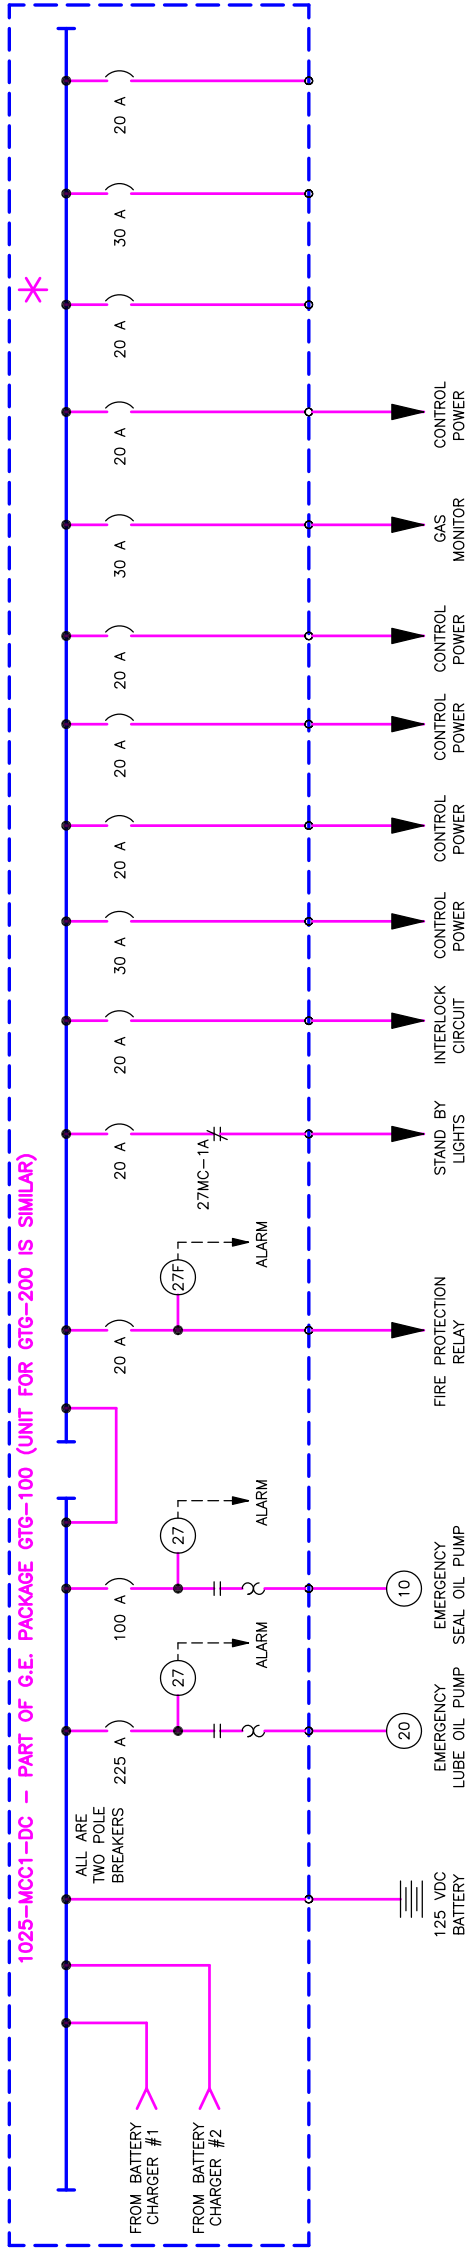 1025-MCC1-DC - PART OF G.E. PACKAGE GTG-100 (UNIT FOR GTG-200 IS SIMILAR)
*
FROM BATTERY
CHARGER #1
FROM BATTERY
CHARGER #2
ALL ARE
TWO POLE
BREAKERS
125 VDC
BATTERY
225 A
27
ALARM
20
EMERGENCY
LUBE OIL PUMP
100 A
27
ALARM
10
EMERGENCY
SEAL OIL PUMP
20 A
27F
ALARM
FIRE PROTECTION
RELAY
20 A
27MC-1A
STAND BY
LIGHTS
20 A
INTERLOCK
CIRCUIT
30 A
CONTROL
POWER
20 A
CONTROL
POWER
20 A
CONTROL
POWER
20 A
CONTROL
POWER
30 A
GAS
MONITOR
20 A
CONTROL
POWER
20 A
30 A
20 A